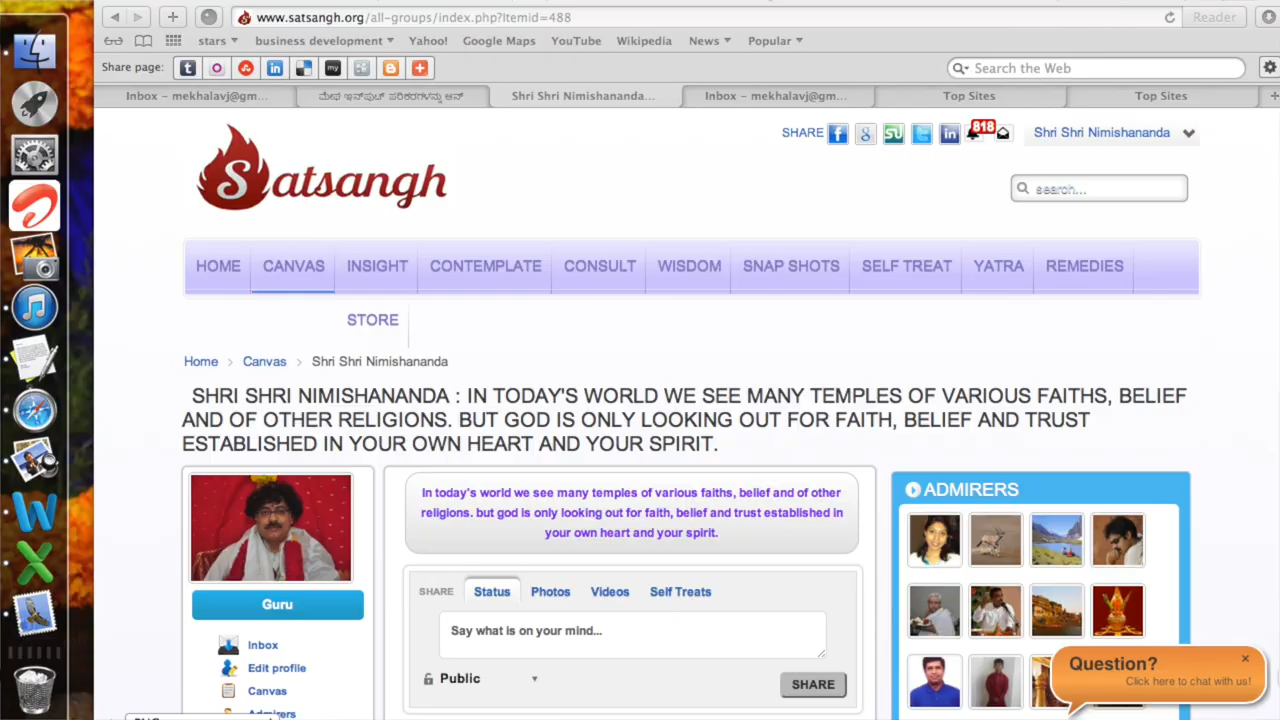 www.satsangh.org/all-groups/index.php?Itemid=488
Reader
stars
business development
Yahoo!
Google Maps
YouTube
Wikipedia
News
Popular
Share page:
t
in
my
Search the Web
Inbox – mekhalavj@gm...
ಮೇಘ ಇನ್‌ಪುಟ್ ಪರಿಕರಗಳನ್ನು ಆನ್
Shri Shri Nimishananda...
Inbox – mekhalavj@gm...
Top Sites
Top Sites
Satsangh
SHARE
818
Shri Shri Nimishananda
search...
HOME
CANVAS
INSIGHT
CONTEMPLATE
CONSULT
WISDOM
SNAP SHOTS
SELF TREAT
YATRA
REMEDIES
STORE
Home > Canvas > Shri Shri Nimishananda
SHRI SHRI NIMISHANANDA : IN TODAY'S WORLD WE SEE MANY TEMPLES OF VARIOUS FAITHS, BELIEF
AND OF OTHER RELIGIONS. BUT GOD IS ONLY LOOKING OUT FOR FAITH, BELIEF AND TRUST
ESTABLISHED IN YOUR OWN HEART AND YOUR SPIRIT.
In today's world we see many temples of various faiths, belief and of other
religions. but god is only looking out for faith, belief and trust established in
your own heart and your spirit.
ADMIRERS
Guru
SHARE
Status
Photos
Videos
Self Treats
Say what is on your mind...
Public
SHARE
Inbox
Edit profile
Canvas
Admirers
Question?
Click here to chat with us!